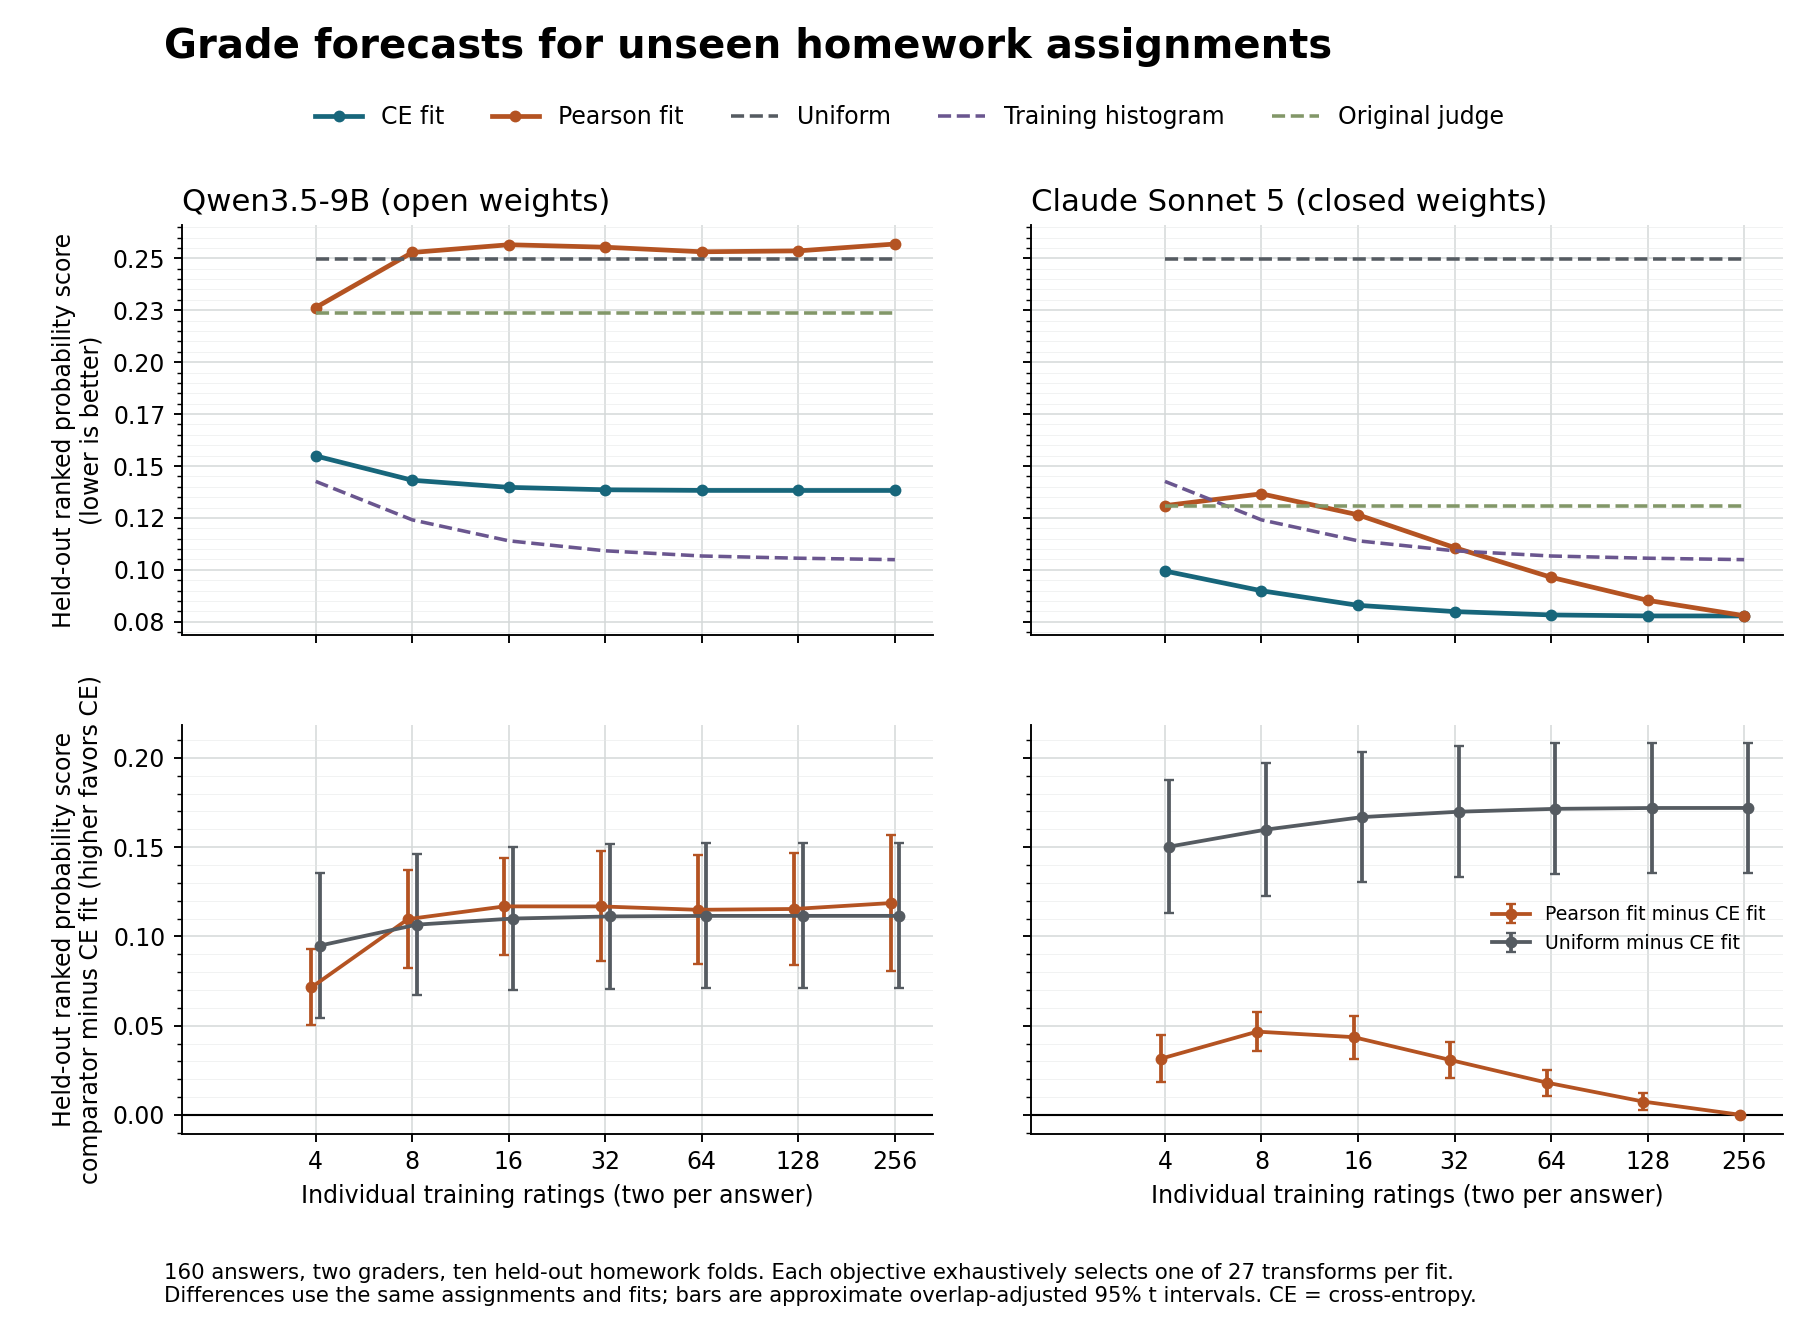 Grade forecasts for unseen homework assignments
CE fit
Pearson fit
Uniform
Training histogram
Original judge
Qwen3.5-9B (open weights)
Held-out ranked probability score
(lower is better)
0.25
0.23
0.20
0.17
0.15
0.12
0.10
0.08
Claude Sonnet 5 (closed weights)
Held-out ranked probability score
comparator minus CE fit (higher favors CE)
0.20
0.15
0.10
0.05
0.00
4 8 16 32 64 128 256
Individual training ratings (two per answer)
Pearson fit minus CE fit
Uniform minus CE fit
4 8 16 32 64 128 256
Individual training ratings (two per answer)
160 answers, two graders, ten held-out homework folds. Each objective exhaustively selects one of 27 transforms per fit.
Differences use the same assignments and fits; bars are approximate overlap-adjusted 95% t intervals. CE = cross-entropy.